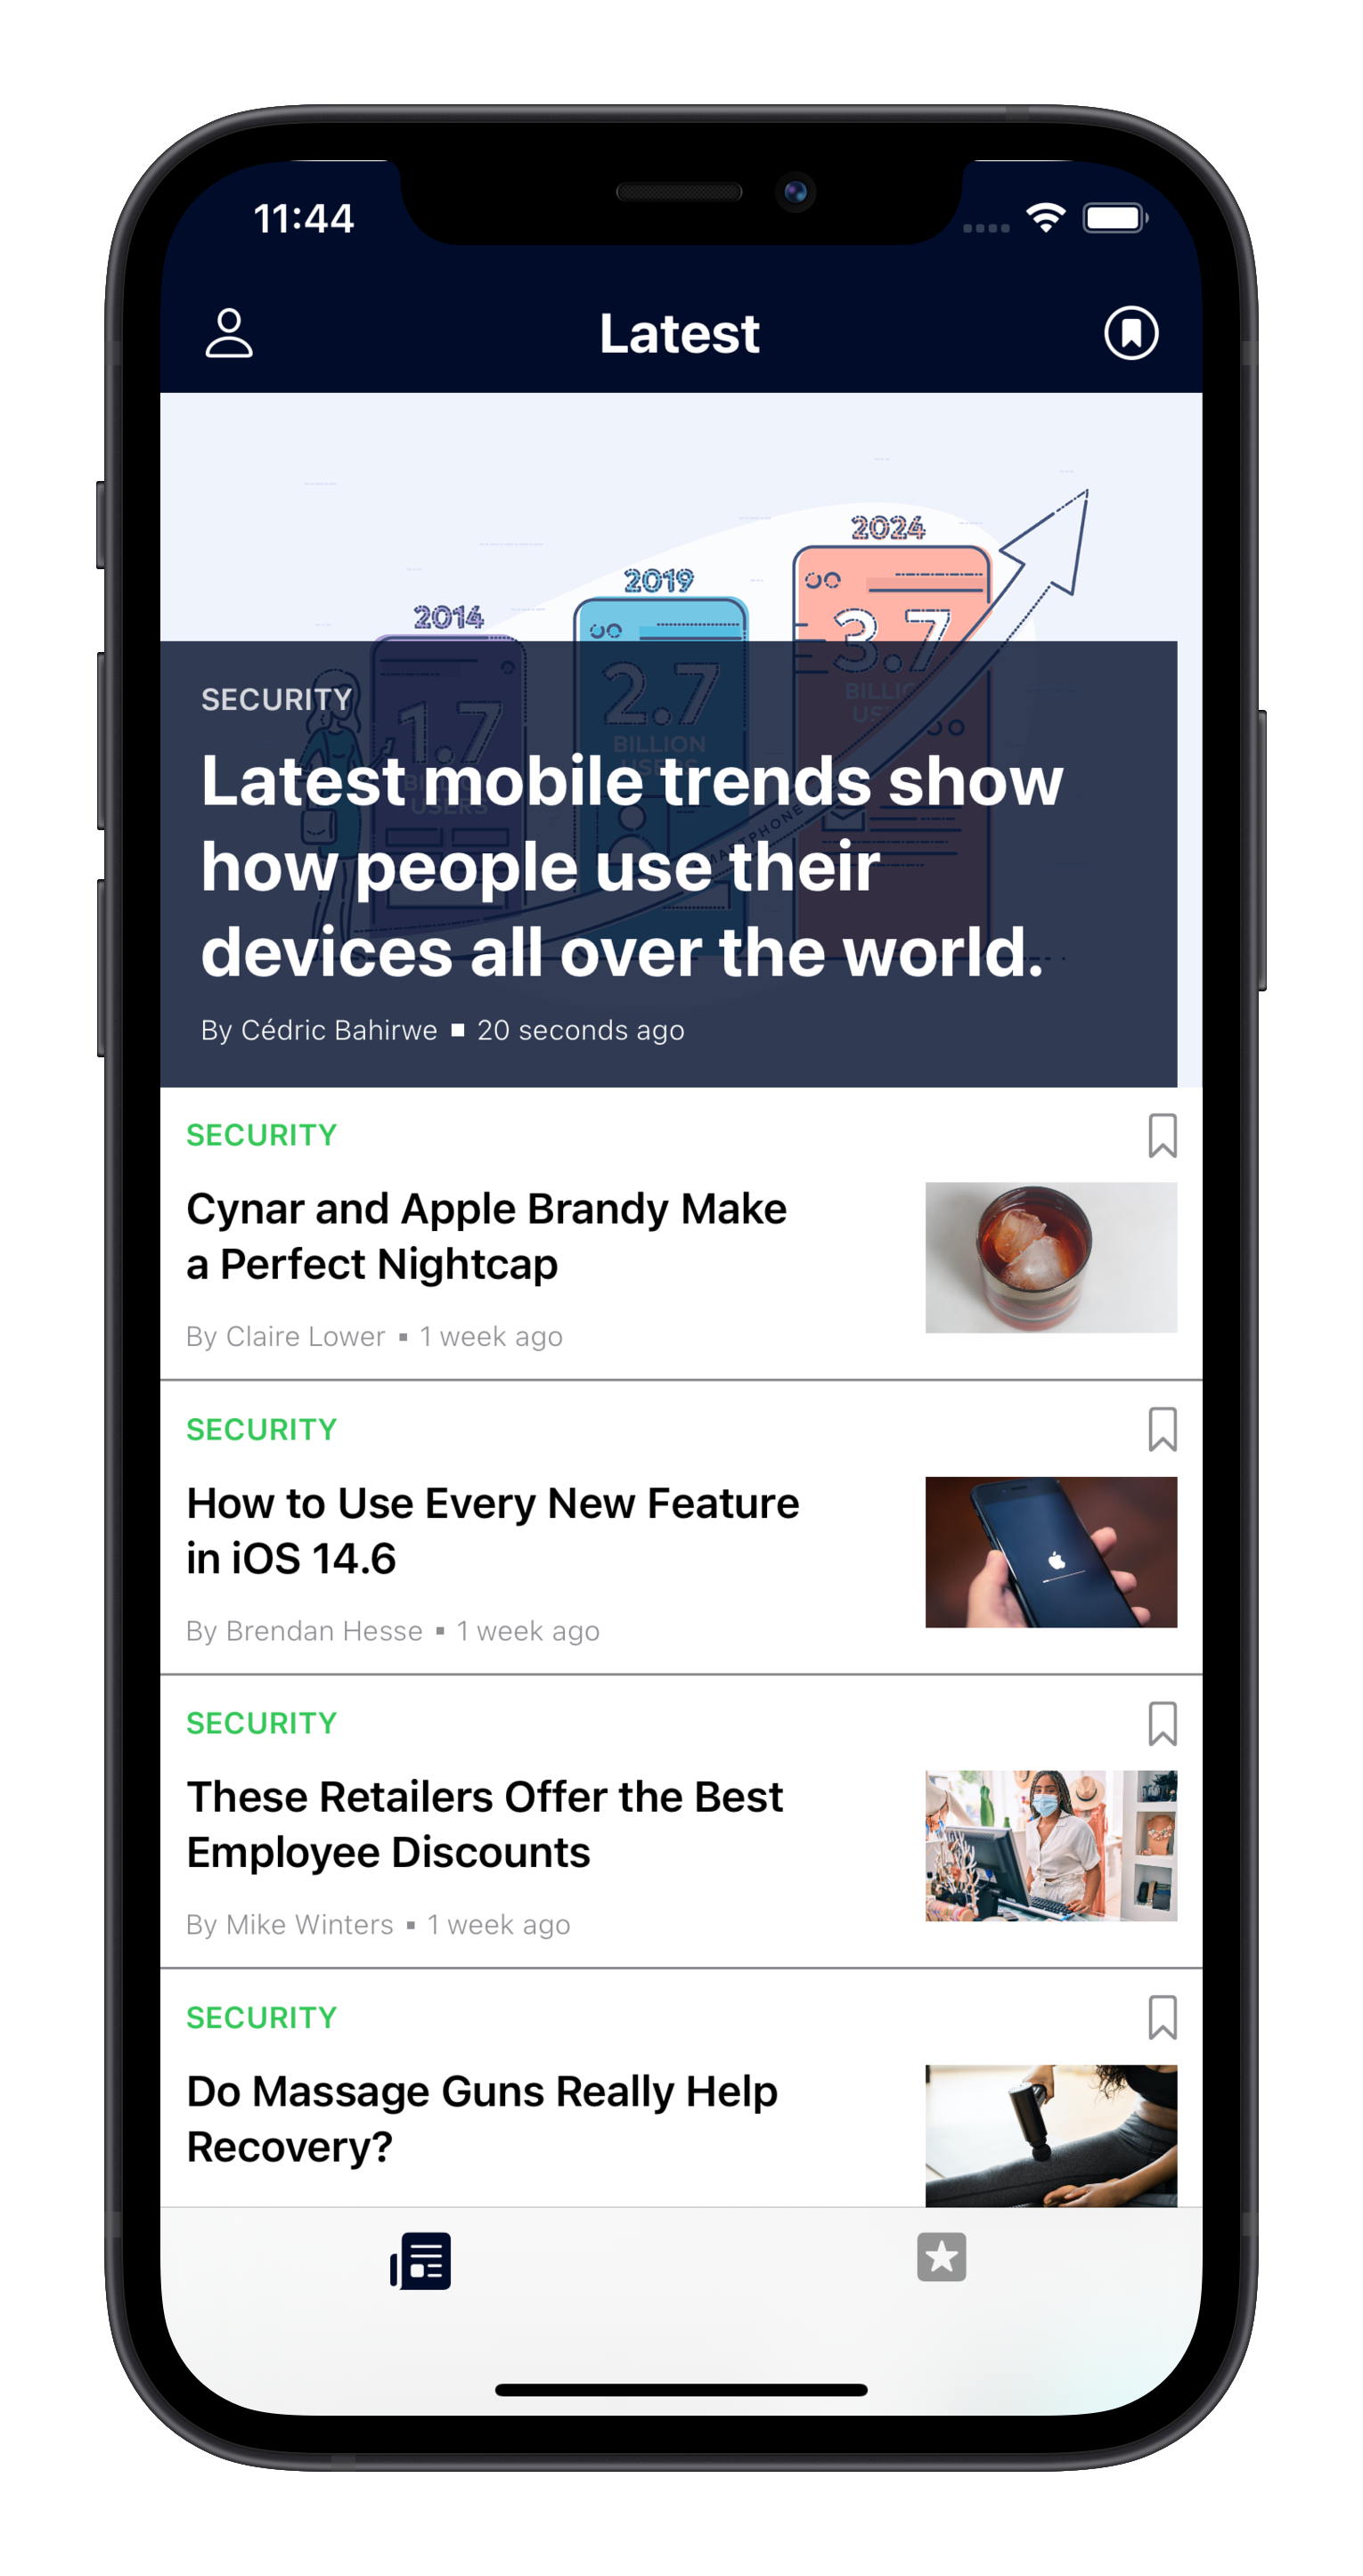 11:44
Latest
2014
2019
2024
1.7
BILLION
USERS
2.7
BILLION
USERS
3.7
SECURITY
Latest mobile trends show
how people use their
devices all over the world.
By Cédric Bahirwe ▪ 20 seconds ago
SECURITY
Cynar and Apple Brandy Make
a Perfect Nightcap
By Claire Lower ▪ 1 week ago
SECURITY
How to Use Every New Feature
in iOS 14.6
By Brendan Hesse ▪ 1 week ago
SECURITY
These Retailers Offer the Best
Employee Discounts
By Mike Winters ▪ 1 week ago
SECURITY
Do Massage Guns Really Help
Recovery?